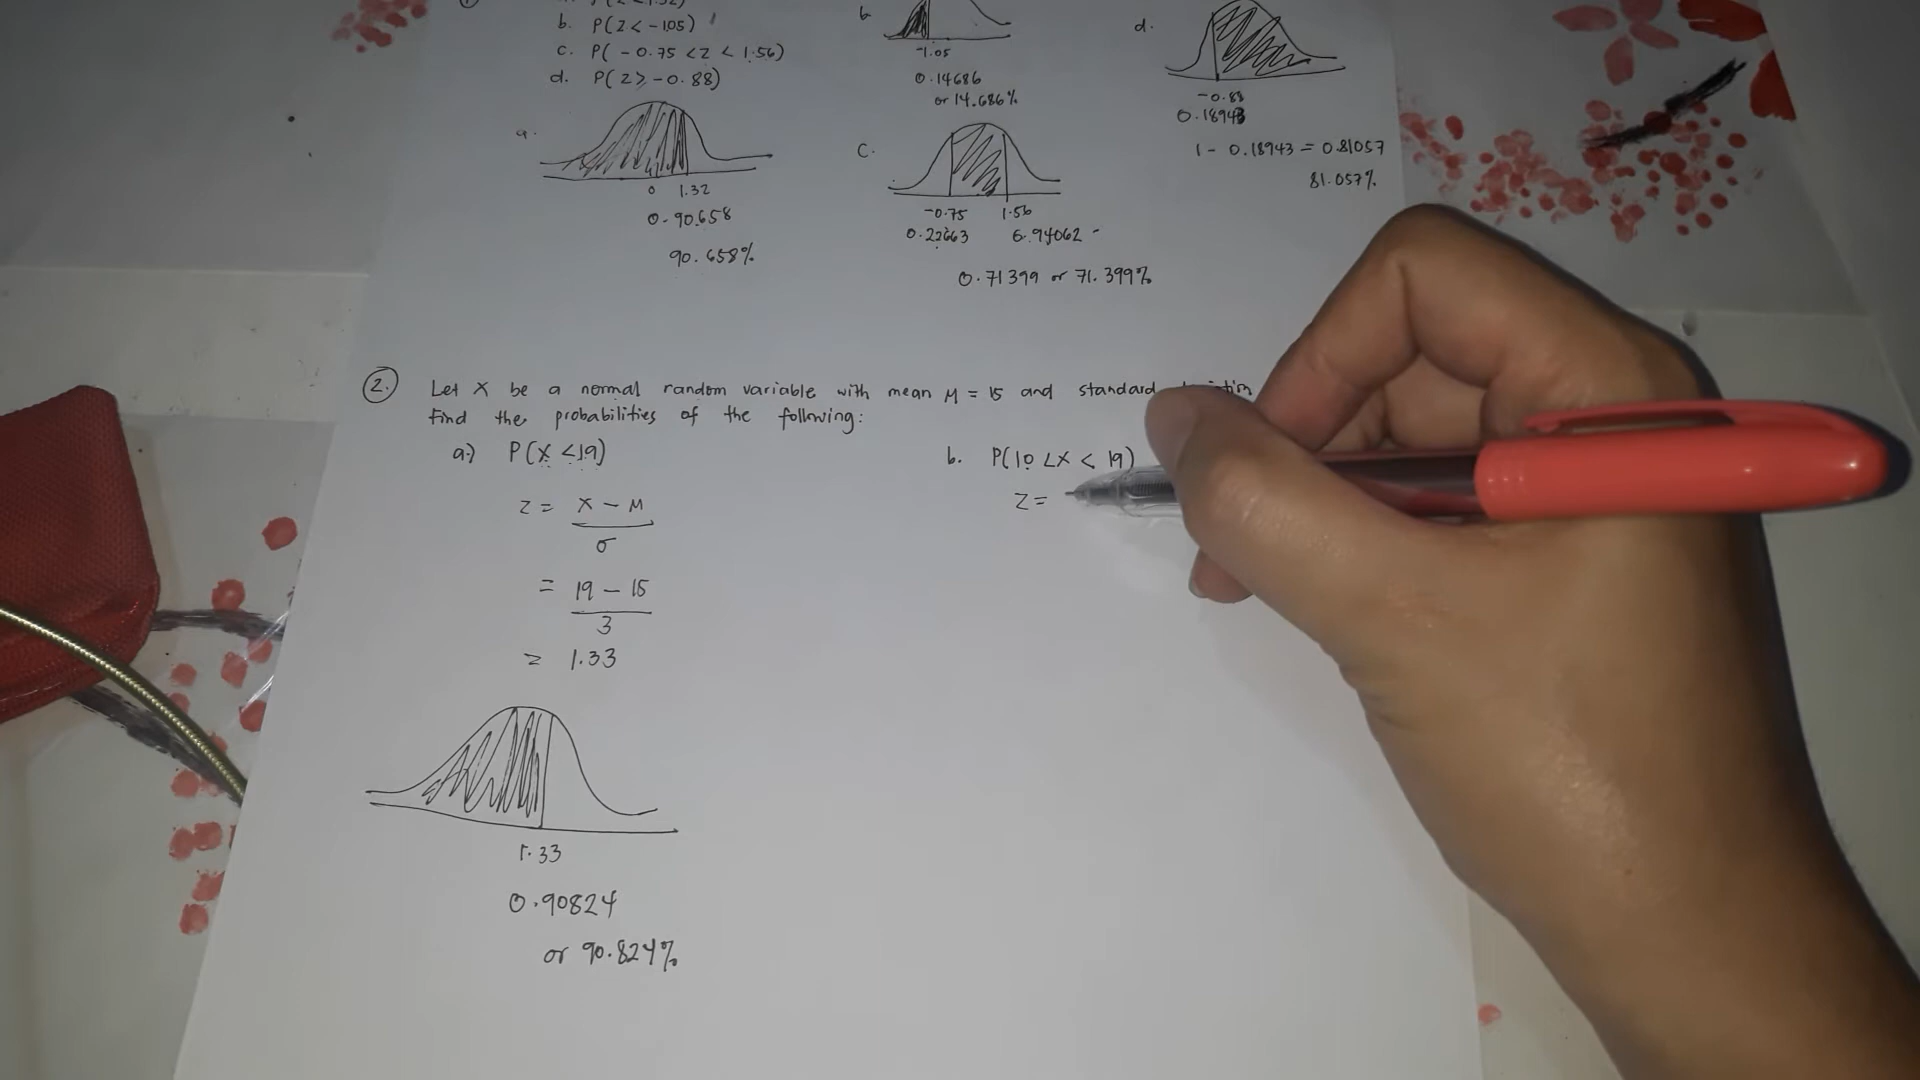 b. P(Z < -1.05)
c. P( -0.75 < Z < 1.56)
d. P( Z > -0.88)
a.
0 1.32
0.90658
90.658%
b.
-1.05
0.14686
or 14.686%
c.
-0.75 1.56
0.22663 0.94062 -
0.71399 or 71.399%
d.
-0.88
0.18943
1 - 0.18943 = 0.81057
81.057%
2. Let X be a normal random variable with mean M = 15 and standard
Find the probabilities of the following:
a.) P(X < 19)
Z = X - M
σ
= 19 - 15
3
= 1.33
1.33
0.90824
or 90.824%
b. P(10 < X < 19)
Z =